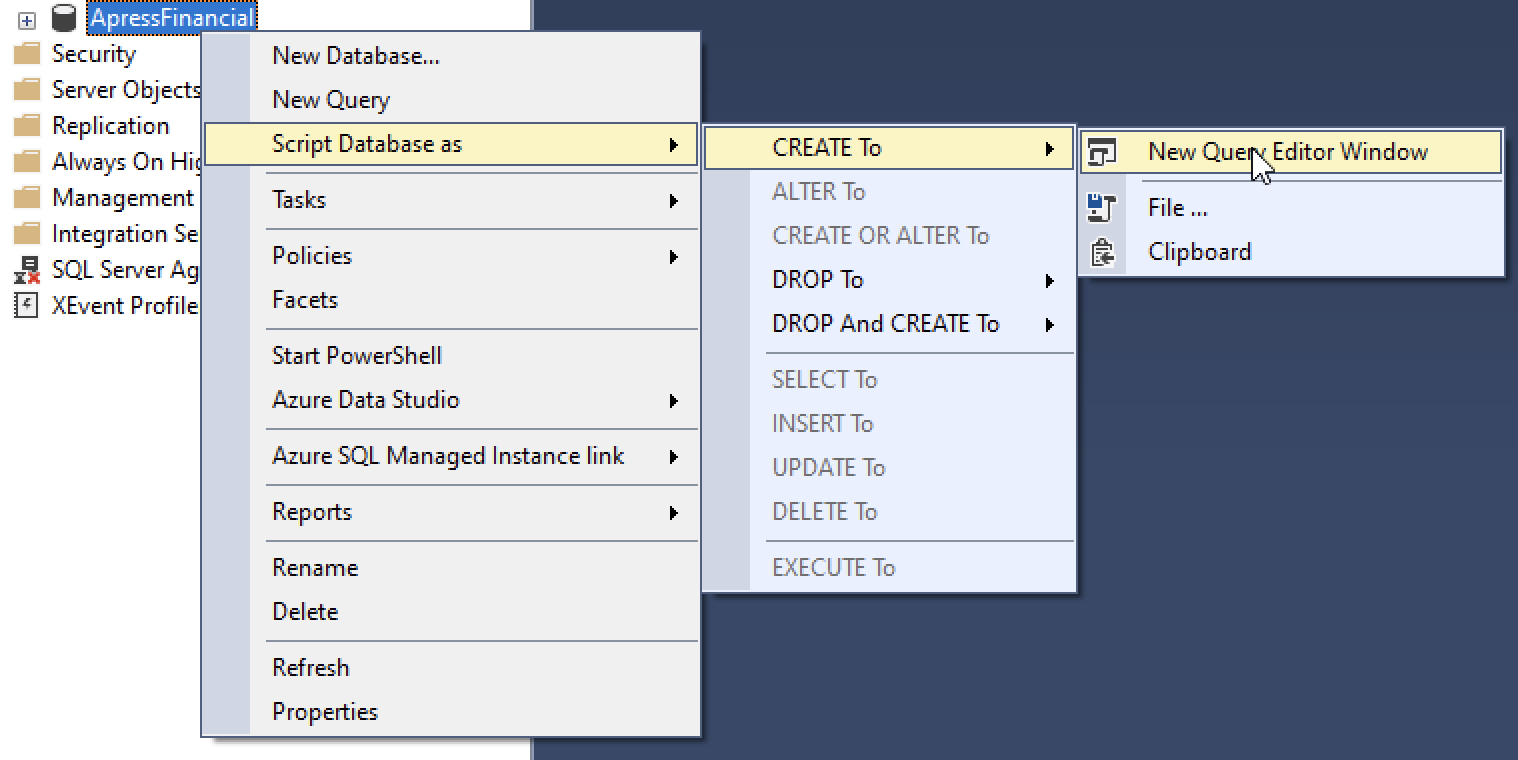 ApressFinancial
Security
Server Objects
Replication
Always On Hig
Management
Integration Se
SQL Server Ag
XEvent Profile
New Database...
New Query
Script Database as
Tasks
Policies
Facets
Start PowerShell
Azure Data Studio
Azure SQL Managed Instance link
Reports
Rename
Delete
Refresh
Properties
CREATE To
ALTER To
CREATE OR ALTER To
DROP To
DROP And CREATE To
SELECT To
INSERT To
UPDATE To
DELETE To
EXECUTE To
New Query Editor Window
File ...
Clipboard